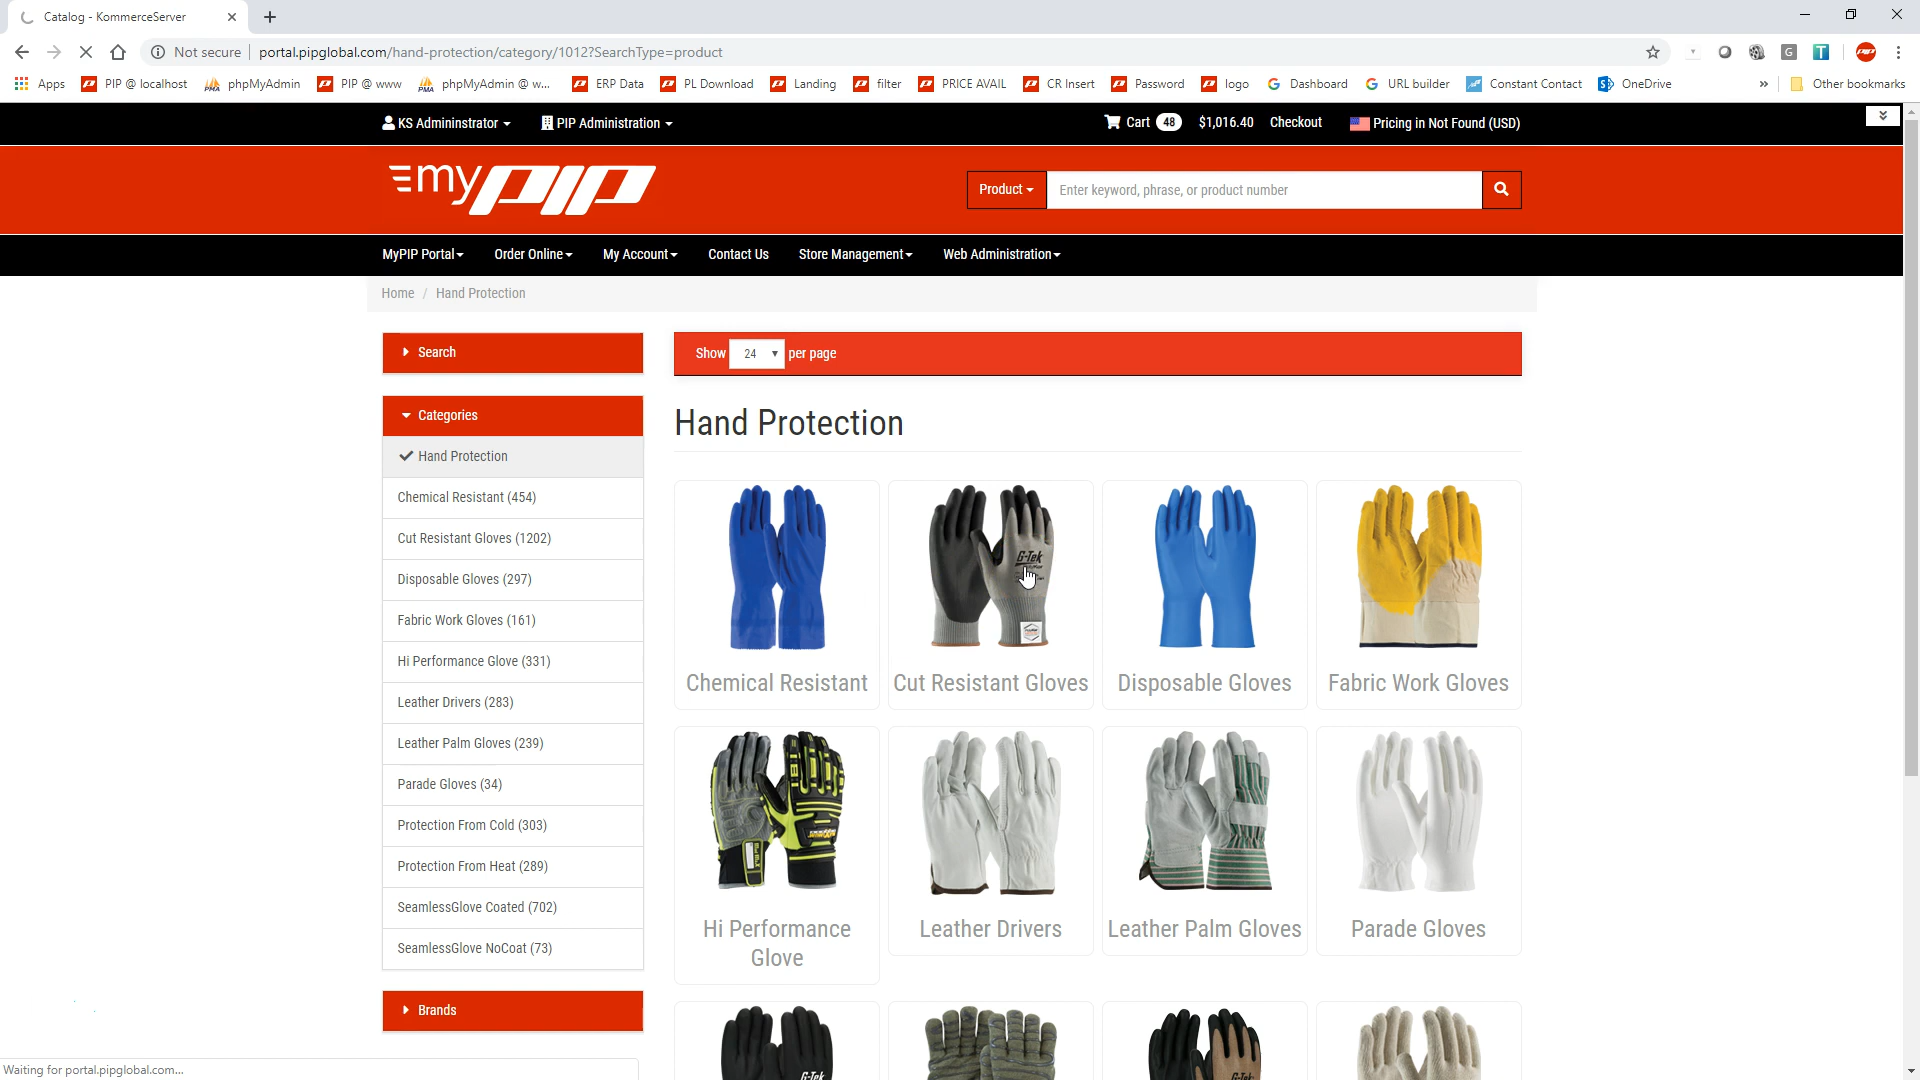 Catalog - KommerceServer
Not secure | portal.pipglobal.com/hand-protection/category/1012?SearchType=product
Apps PIP @ localhost phpMyAdmin PIP @ www phpMyAdmin @ w... ERP Data PL Download Landing filter PRICE AVAIL CR Insert Password logo Dashboard URL builder Constant Contact OneDrive » Other bookmarks
KS Admininstrator PIP Administration Cart 48 $1,016.40 Checkout Pricing in Not Found (USD)
my PIP
Product Enter keyword, phrase, or product number
MyPIP Portal Order Online My Account Contact Us Store Management Web Administration
Home / Hand Protection
Search
Show 24 per page
Categories
Hand Protection
Chemical Resistant (454)
Cut Resistant Gloves (1202)
Disposable Gloves (297)
Fabric Work Gloves (161)
Hi Performance Glove (331)
Leather Drivers (283)
Leather Palm Gloves (239)
Parade Gloves (34)
Protection From Cold (303)
Protection From Heat (289)
SeamlessGlove Coated (702)
SeamlessGlove NoCoat (73)
Brands
Hand Protection
G-Tek
Chemical Resistant
Cut Resistant Gloves
Disposable Gloves
Fabric Work Gloves
Hi Performance
Glove
Leather Drivers
Leather Palm Gloves
Parade Gloves
G-Tek
G-Tek
Waiting for portal.pipglobal.com...